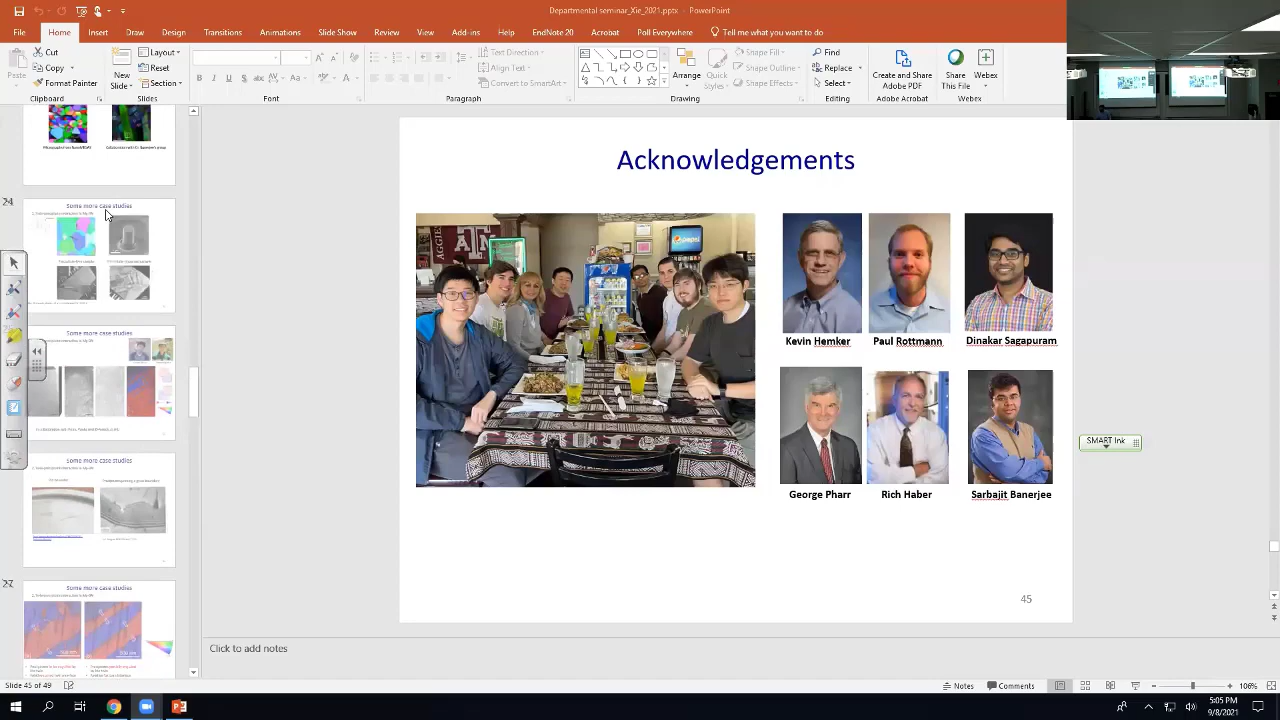 Departmental seminar_Xie_2021.pptx - PowerPoint
File Home Insert Draw Design Transitions Animations Slide Show Review View Add-ins Help EndNote 20 Acrobat Poll Everywhere Tell me what you want to do
Cut
Copy
Format Painter
Clipboard
New
Slide
Layout
Reset
Section
Slides
Font
Text Direction
Align Text
Convert to SmartArt
Paragraph
Arrange
Quick
Styles
Shape Fill
Shape Outline
Shape Effects
Drawing
Find
Replace
Select
Editing
Create and Share
Adobe PDF
Adobe Acrobat
Share
This File
Webex
Webex
Some more case studies
Some more case studies
Some more case studies
Some more case studies
Acknowledgements
AGGIES
pepsi
Kevin Hemker
Paul Rottmann
Dinakar Sagapuram
George Pharr
Rich Haber
Sarbajit Banerjee
45
SMART Ink
Click to add notes
Slide 45 of 49
Notes
Comments
106%
5:05 PM
9/8/2021